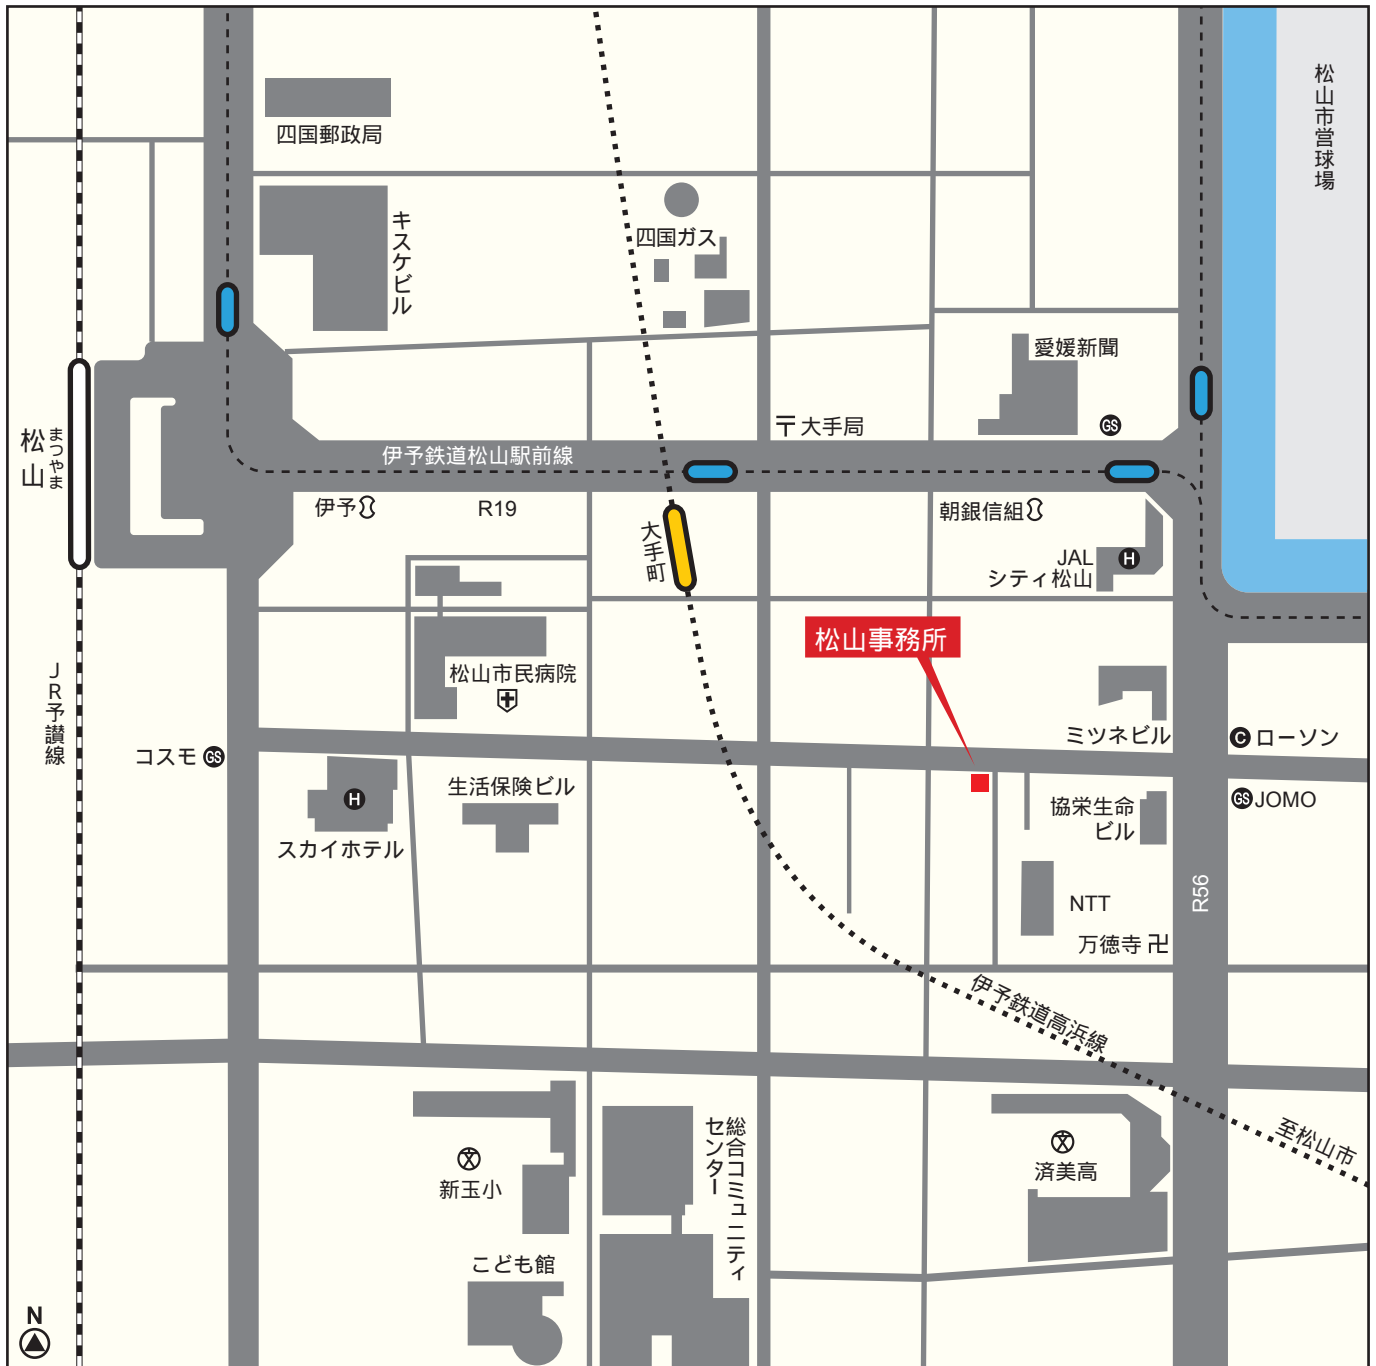 四国郵政局
松山市営球場
キスケビル
四国ガス
愛媛新聞
GS
〒大手局
伊予鉄道松山駅前線
松山
まつやま
伊予
R19
大手町
朝銀信組
JAL
シティ松山
H
松山事務所
松山市民病院
JR予讃線
コスモ GS
ミツネビル
C ローソン
生活保険ビル
H
スカイホテル
協栄生命
ビル
GS JOMO
R56
NTT
万徳寺 卍
伊予鉄道高浜線
至松山市
文
新玉小
総合コミュニティ
センター
文
済美高
こども館
N